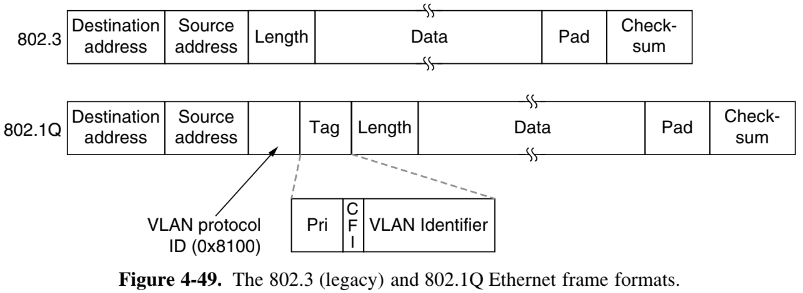 802.3
Destination
address
Source
address
Length
Data
Pad
Check-
sum
802.1Q
Destination
address
Source
address
Tag
Length
Data
Pad
Check-
sum
VLAN protocol
ID (0x8100)
Pri
C
F
I
VLAN Identifier
Figure 4-49. The 802.3 (legacy) and 802.1Q Ethernet frame formats.